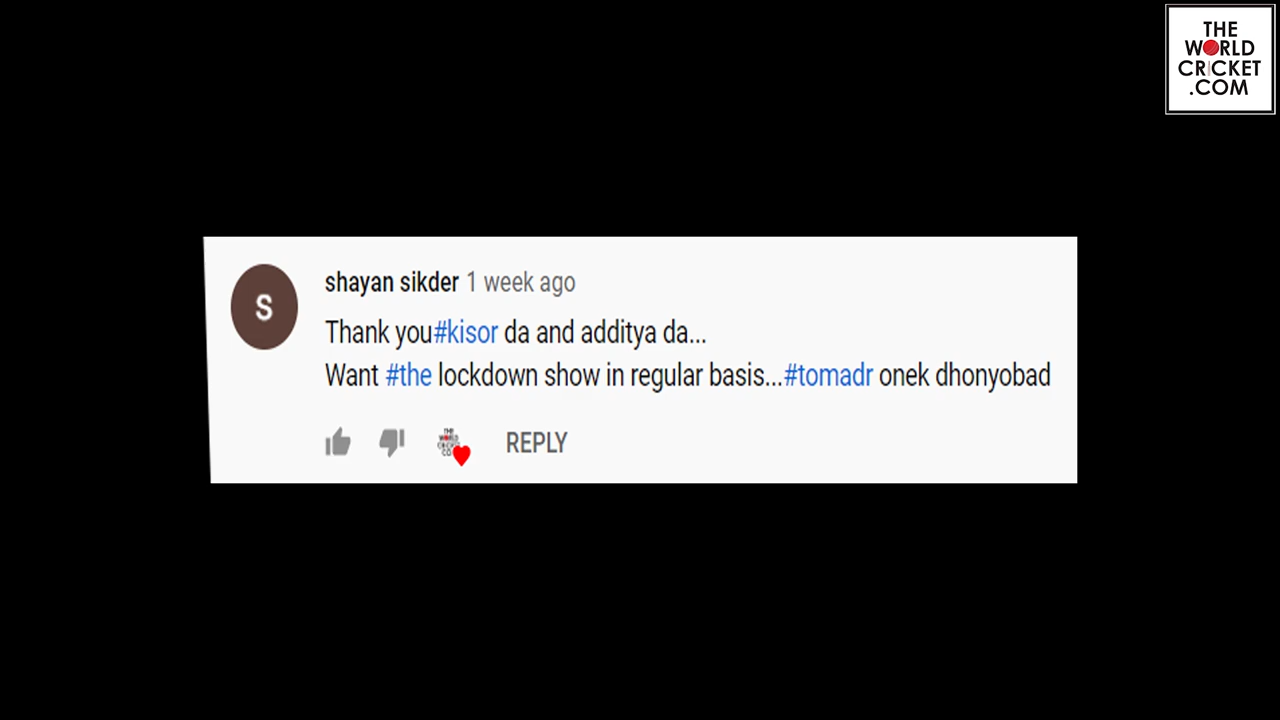 THE
WORLD
CRICKET
.COM
shayan sikder 1 week ago
Thank you#kisor da and additya da...
Want #the lockdown show in regular basis...#tomadr onek dhonyobad
S
REPLY